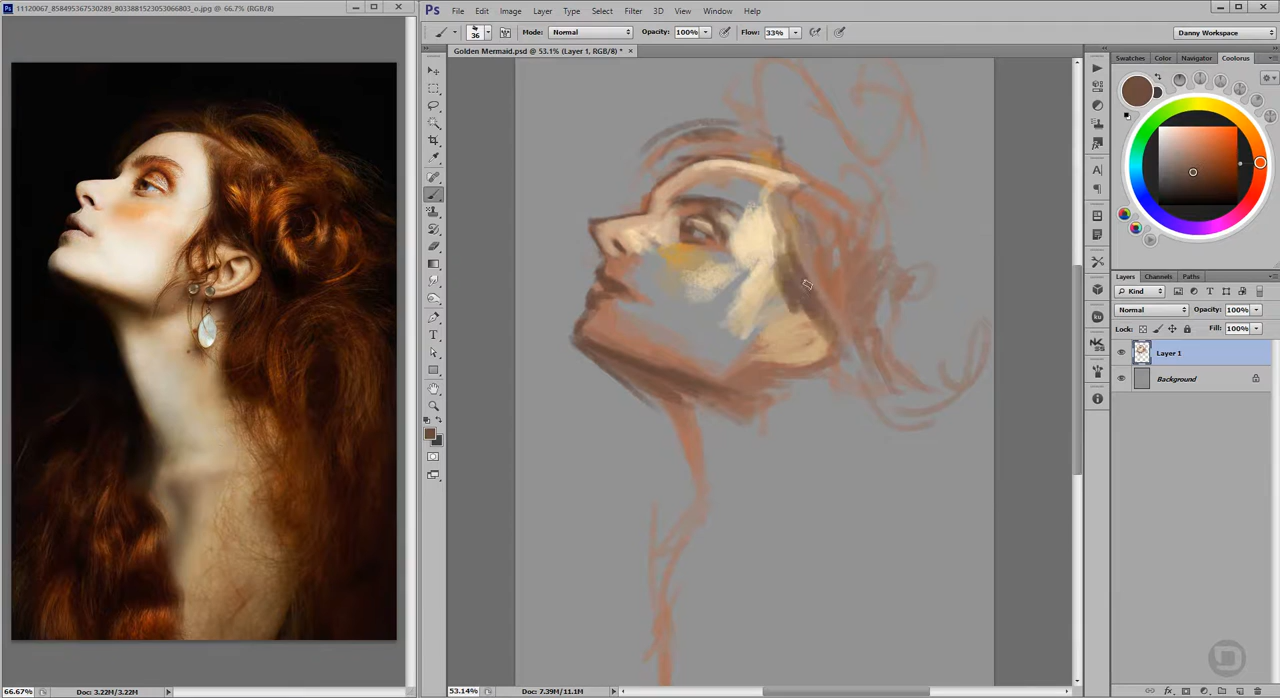 11120067_858495367530289_8033881523053066803_o.jpg @ 66.7% (RGB/8)
Ps File Edit Image Layer Type Select Filter 3D View Window Help
36 Mode: Normal Opacity: 100% Flow: 33% Danny Workspace
Golden Mermaid.psd @ 53.1% (Layer 1, RGB/8) *
Swatches Color Navigator Coolorus
Layers Channels Paths
Kind
Normal Opacity: 100%
Lock: Fill: 100%
Layer 1
Background
66.67% Doc: 3.22M/3.22M
53.14% Doc: 7.39M/11.1M